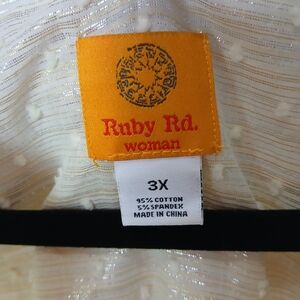 Ruby Rd.
woman
3X
95% COTTON
5% SPANDEX
MADE IN CHINA